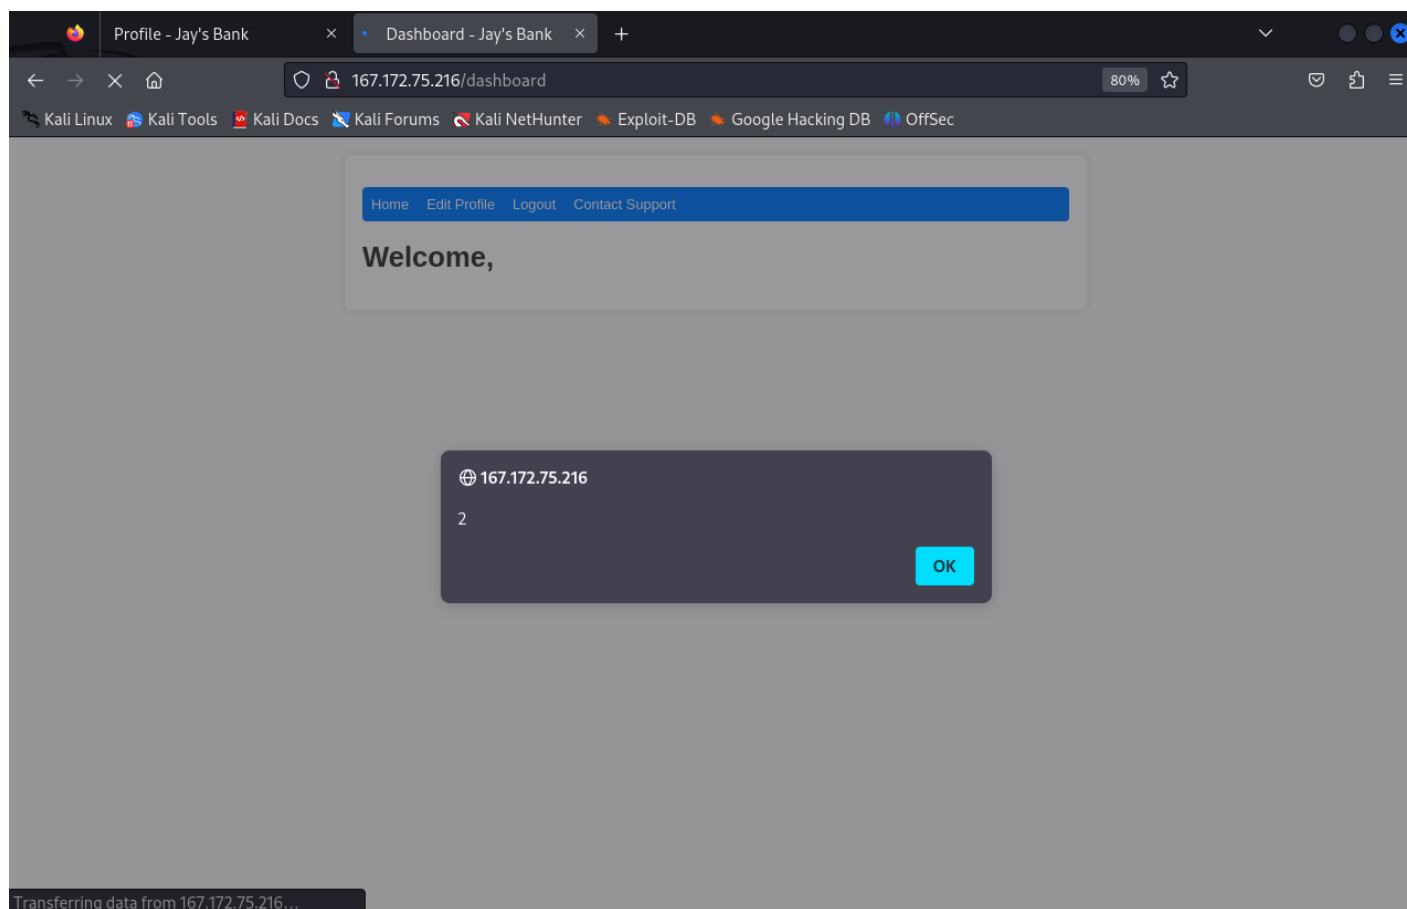 Profile - Jay's Bank
Dashboard - Jay's Bank
167.172.75.216/dashboard 80%
Kali Linux Kali Tools Kali Docs Kali Forums Kali NetHunter Exploit-DB Google Hacking DB OffSec
Home Edit Profile Logout Contact Support
Welcome,
167.172.75.216
2
OK
Transferring data from 167.172.75.216...